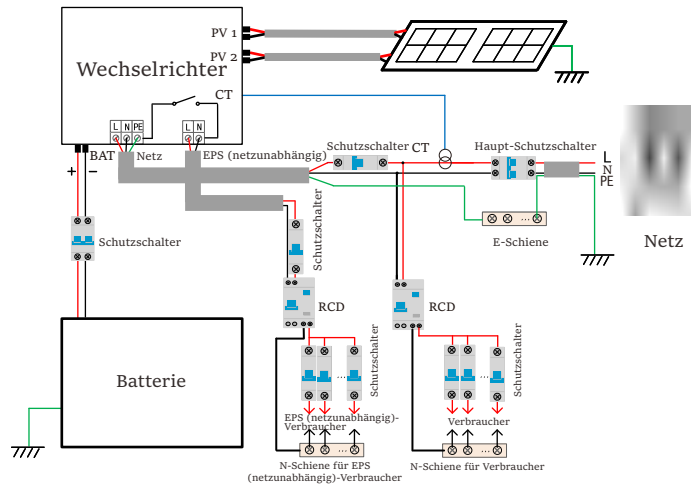 PV 1
PV 2
Wechselrichter
CT
L N PE
L N
BAT
Netz
EPS (netzunabhängig)
+ −
Schutzschalter
CT
Haupt-Schutzschalter
L
N
PE
Netz
E-Schiene
Schutzschalter
Schutzschalter
RCD
RCD
Batterie
Schutzschalter
Schutzschalter
EPS (netzunabhängig)-
Verbraucher
Verbraucher
N-Schiene für EPS
(netzunabhängig)-Verbraucher
N-Schiene für Verbraucher